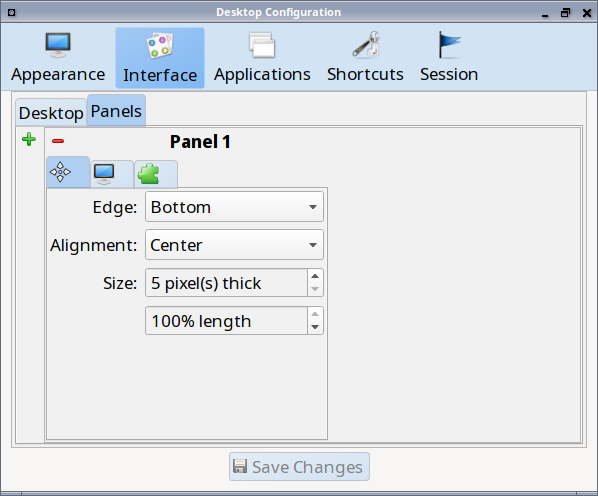 Desktop Configuration
Appearance Interface Applications Shortcuts Session
Desktop Panels
Panel 1
Edge: Bottom
Alignment: Center
Size: 5 pixel(s) thick
100% length
Save Changes